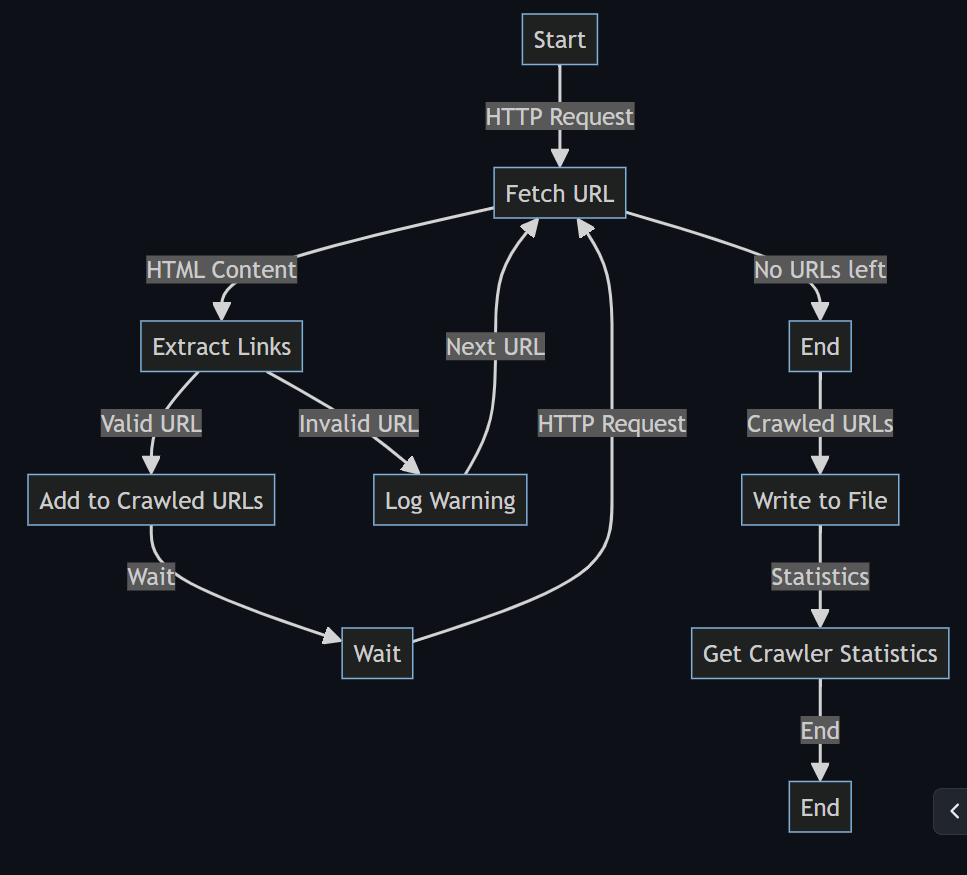 Start
HTTP Request
Fetch URL
HTML Content
No URLs left
Extract Links
Next URL
End
Valid URL
Invalid URL
HTTP Request
Crawled URLs
Add to Crawled URLs
Log Warning
Write to File
Wait
Statistics
Wait
Get Crawler Statistics
End
End